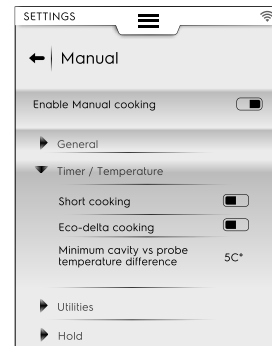 SETTINGS
Manual
Enable Manual cooking
General
Timer / Temperature
Short cooking
Eco-delta cooking
Minimum cavity vs probe
temperature difference 5C°
Utilities
Hold